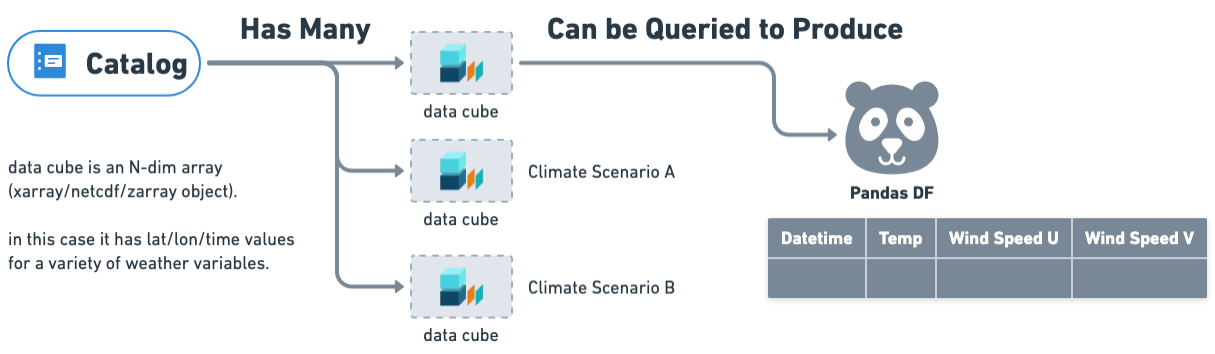 Has Many
Can be Queried to Produce
Catalog
data cube
data cube is an N-dim array
(xarray/netcdf/zarray object).
Climate Scenario A
Pandas DF
data cube
in this case it has lat/lon/time values
for a variety of weather variables.
Datetime Temp Wind Speed U Wind Speed V
Climate Scenario B
data cube